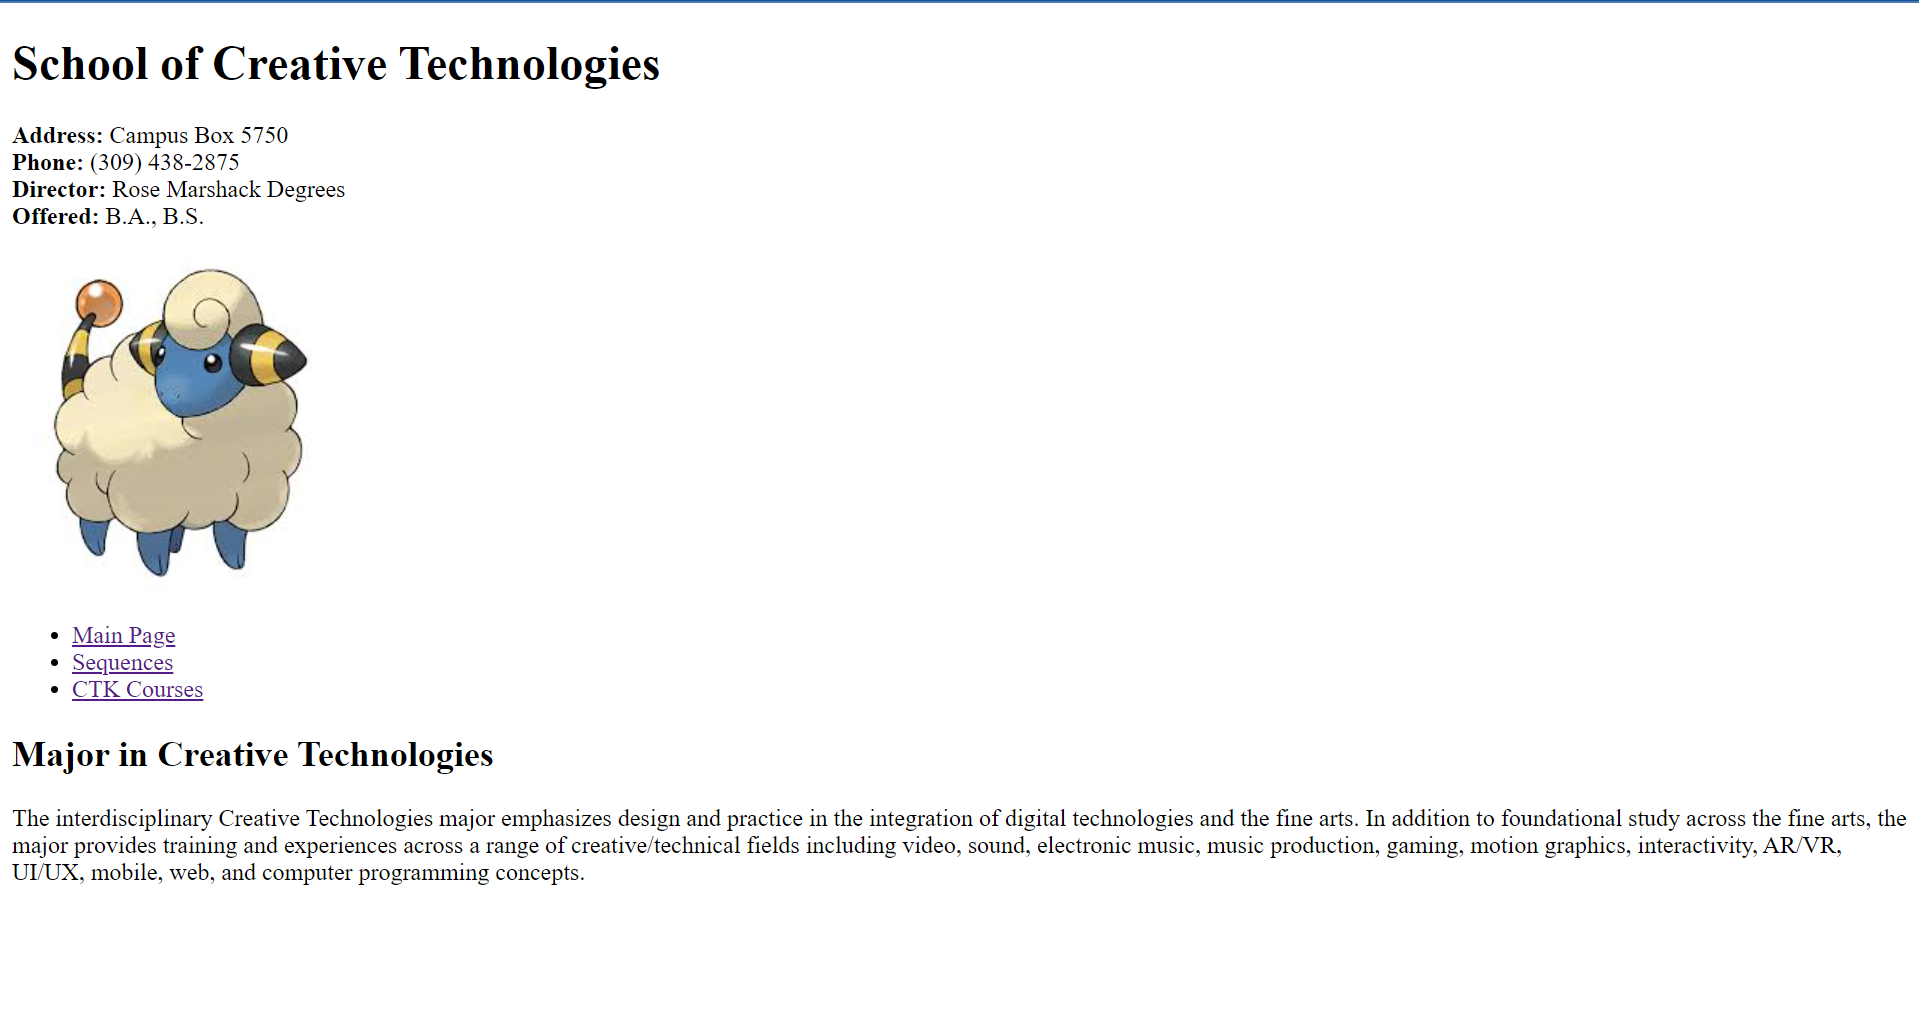 School of Creative Technologies
Address: Campus Box 5750
Phone: (309) 438-2875
Director: Rose Marshack Degrees
Offered: B.A., B.S.
Main Page
Sequences
CTK Courses
Major in Creative Technologies
The interdisciplinary Creative Technologies major emphasizes design and practice in the integration of digital technologies and the fine arts. In addition to foundational study across the fine arts, the
major provides training and experiences across a range of creative/technical fields including video, sound, electronic music, music production, gaming, motion graphics, interactivity, AR/VR,
UI/UX, mobile, web, and computer programming concepts.